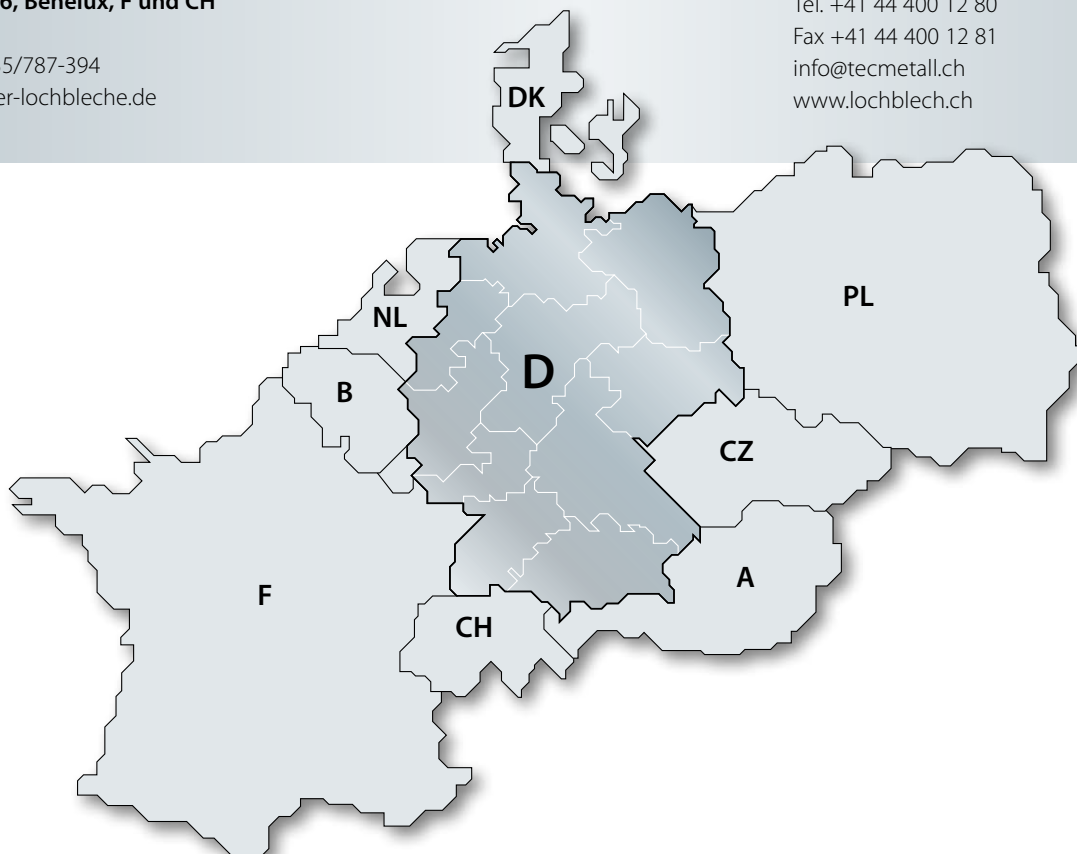 6, Benelux, F und CH
5/787-394
er-lochbleche.de
Tel. +41 44 400 12 80
Fax +41 44 400 12 81
info@tecmetall.ch
www.lochblech.ch
DK
PL
NL
D
B
CZ
A
F
CH